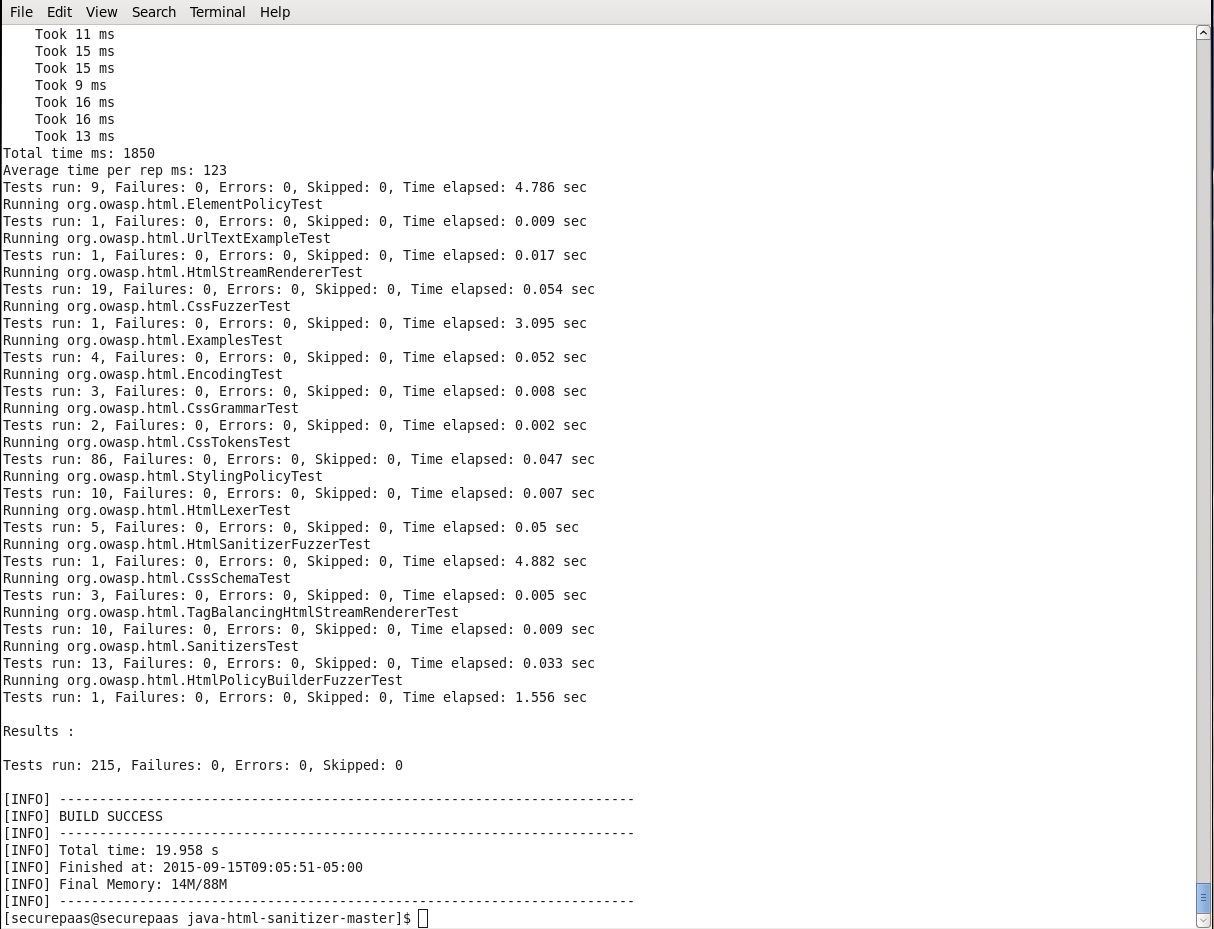 File Edit View Search Terminal Help
    Took 11 ms
    Took 15 ms
    Took 15 ms
    Took 9 ms
    Took 16 ms
    Took 16 ms
    Took 13 ms
Total time ms: 1850
Average time per rep ms: 123
Tests run: 9, Failures: 0, Errors: 0, Skipped: 0, Time elapsed: 4.786 sec
Running org.owasp.html.ElementPolicyTest
Tests run: 1, Failures: 0, Errors: 0, Skipped: 0, Time elapsed: 0.009 sec
Running org.owasp.html.UrlTextExampleTest
Tests run: 1, Failures: 0, Errors: 0, Skipped: 0, Time elapsed: 0.017 sec
Running org.owasp.html.HtmlStreamRendererTest
Tests run: 19, Failures: 0, Errors: 0, Skipped: 0, Time elapsed: 0.054 sec
Running org.owasp.html.CssFuzzerTest
Tests run: 1, Failures: 0, Errors: 0, Skipped: 0, Time elapsed: 3.095 sec
Running org.owasp.html.ExamplesTest
Tests run: 4, Failures: 0, Errors: 0, Skipped: 0, Time elapsed: 0.052 sec
Running org.owasp.html.EncodingTest
Tests run: 3, Failures: 0, Errors: 0, Skipped: 0, Time elapsed: 0.008 sec
Running org.owasp.html.CssGrammarTest
Tests run: 2, Failures: 0, Errors: 0, Skipped: 0, Time elapsed: 0.002 sec
Running org.owasp.html.CssTokensTest
Tests run: 86, Failures: 0, Errors: 0, Skipped: 0, Time elapsed: 0.047 sec
Running org.owasp.html.StylingPolicyTest
Tests run: 10, Failures: 0, Errors: 0, Skipped: 0, Time elapsed: 0.007 sec
Running org.owasp.html.HtmlLexerTest
Tests run: 5, Failures: 0, Errors: 0, Skipped: 0, Time elapsed: 0.05 sec
Running org.owasp.html.HtmlSanitizerFuzzerTest
Tests run: 1, Failures: 0, Errors: 0, Skipped: 0, Time elapsed: 4.882 sec
Running org.owasp.html.CssSchemaTest
Tests run: 3, Failures: 0, Errors: 0, Skipped: 0, Time elapsed: 0.005 sec
Running org.owasp.html.TagBalancingHtmlStreamRendererTest
Tests run: 10, Failures: 0, Errors: 0, Skipped: 0, Time elapsed: 0.009 sec
Running org.owasp.html.SanitizersTest
Tests run: 13, Failures: 0, Errors: 0, Skipped: 0, Time elapsed: 0.033 sec
Running org.owasp.html.HtmlPolicyBuilderFuzzerTest
Tests run: 1, Failures: 0, Errors: 0, Skipped: 0, Time elapsed: 1.556 sec

Results :

Tests run: 215, Failures: 0, Errors: 0, Skipped: 0

[INFO] ------------------------------------------------------------------------
[INFO] BUILD SUCCESS
[INFO] ------------------------------------------------------------------------
[INFO] Total time: 19.958 s
[INFO] Finished at: 2015-09-15T09:05:51-05:00
[INFO] Final Memory: 14M/88M
[INFO] ------------------------------------------------------------------------
[securepaas@securepaas java-html-sanitizer-master]$